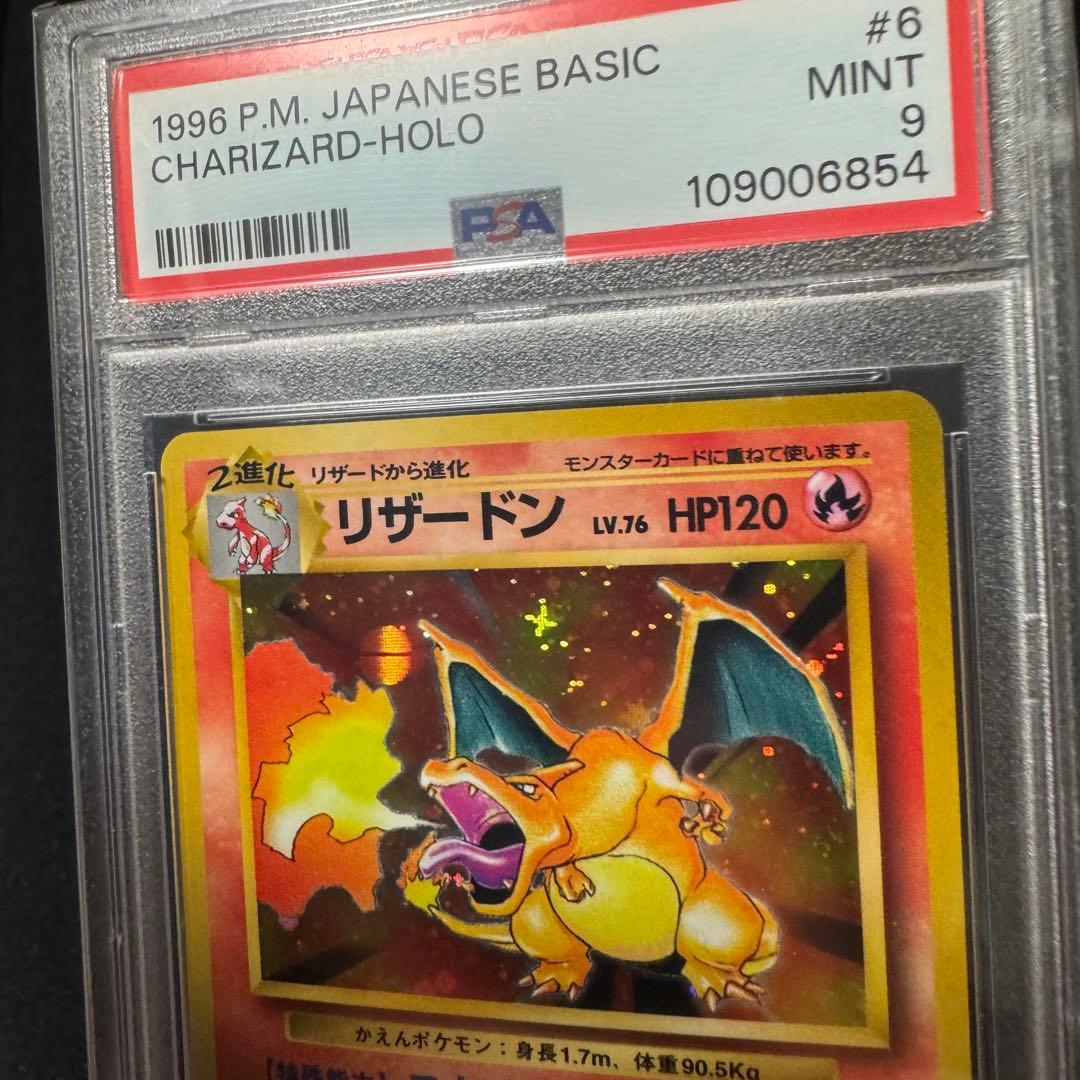 1996 P.M. JAPANESE BASIC #6
CHARIZARD-HOLO MINT
9
PSA 109006854
2進化 リザードから進化 モンスターカードに重ねて使います。
リザードン LV.76 HP120
かえんポケモン：身長1.7m、体重90.5Kg